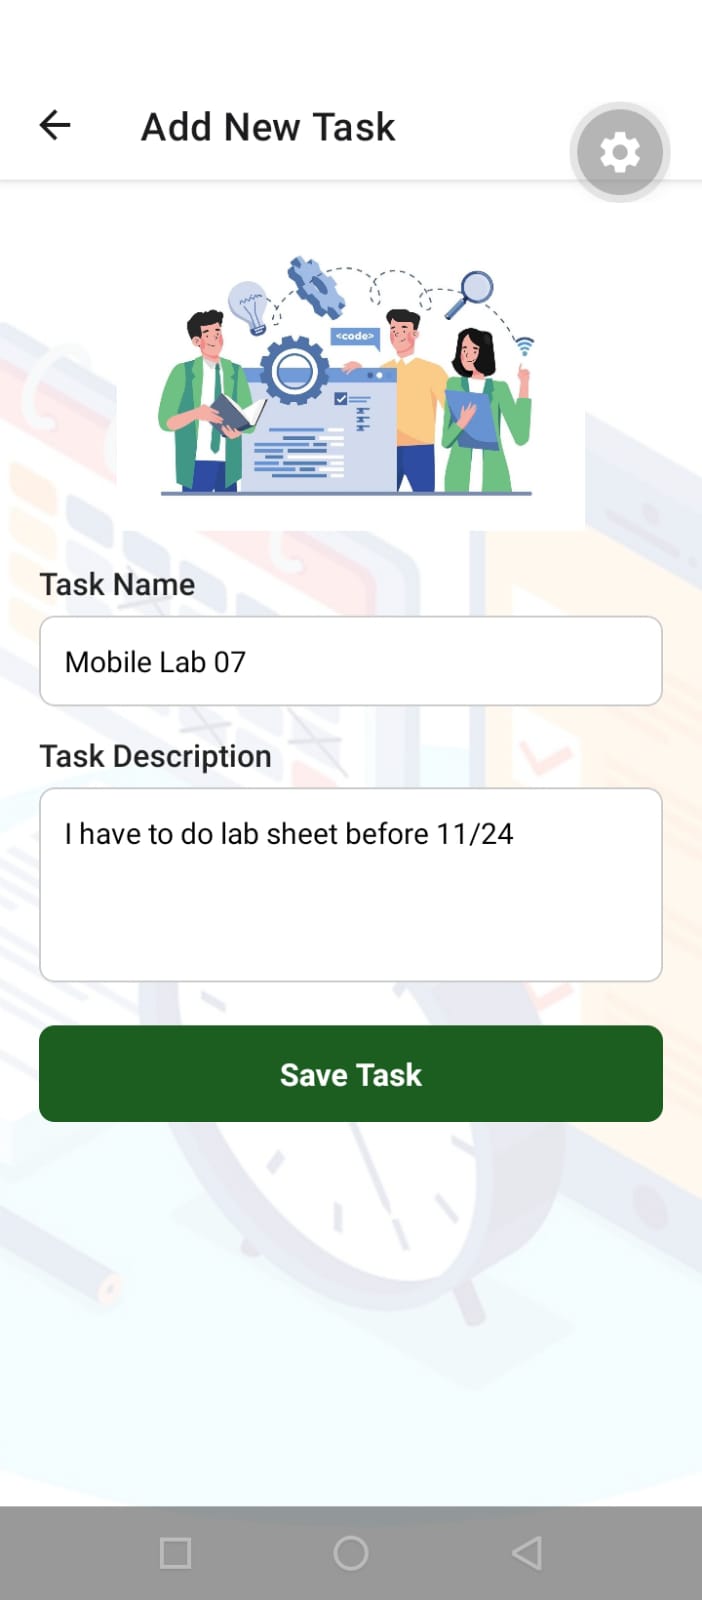 Add New Task
<code>
Task Name
Mobile Lab 07
Task Description
I have to do lab sheet before 11/24
Save Task